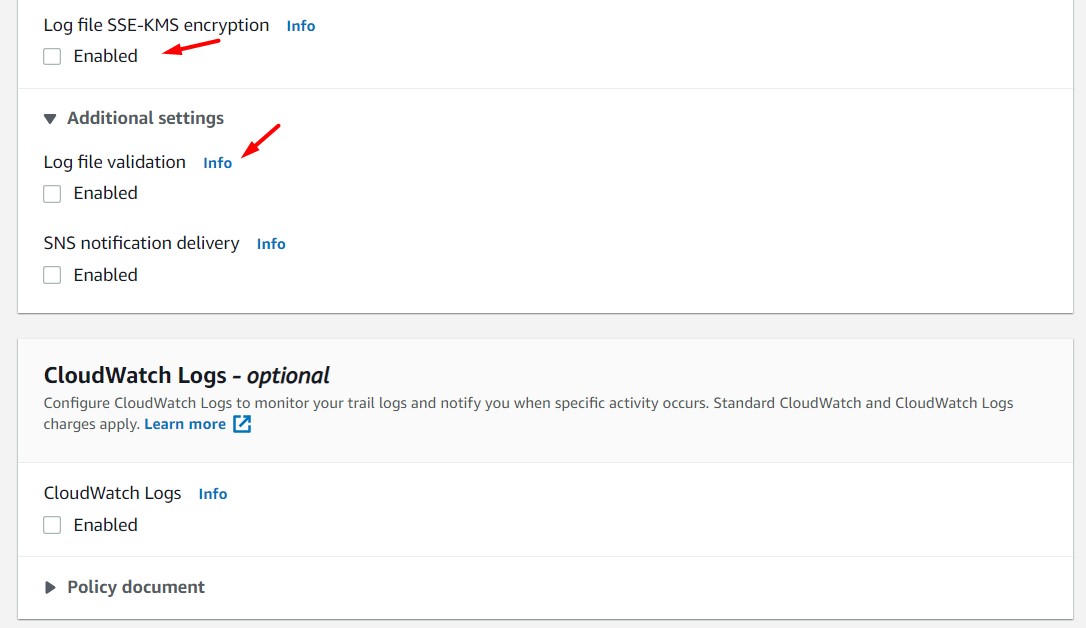 Log file SSE-KMS encryption Info
Enabled
Additional settings
Log file validation Info
Enabled
SNS notification delivery Info
Enabled
CloudWatch Logs - optional
Configure CloudWatch Logs to monitor your trail logs and notify you when specific activity occurs. Standard CloudWatch and CloudWatch Logs
charges apply. Learn more
CloudWatch Logs Info
Enabled
Policy document